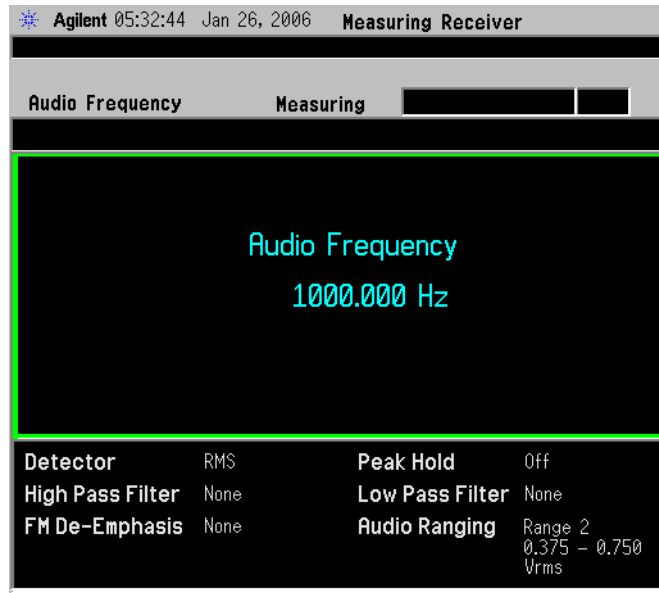 Agilent 05:32:44 Jan 26, 2006 Measuring Receiver
Audio Frequency Measuring
Audio Frequency
1000.000 Hz
Detector RMS Peak Hold Off
High Pass Filter None Low Pass Filter None
FM De-Emphasis None Audio Ranging Range 2
0.375 - 0.750
Vrms